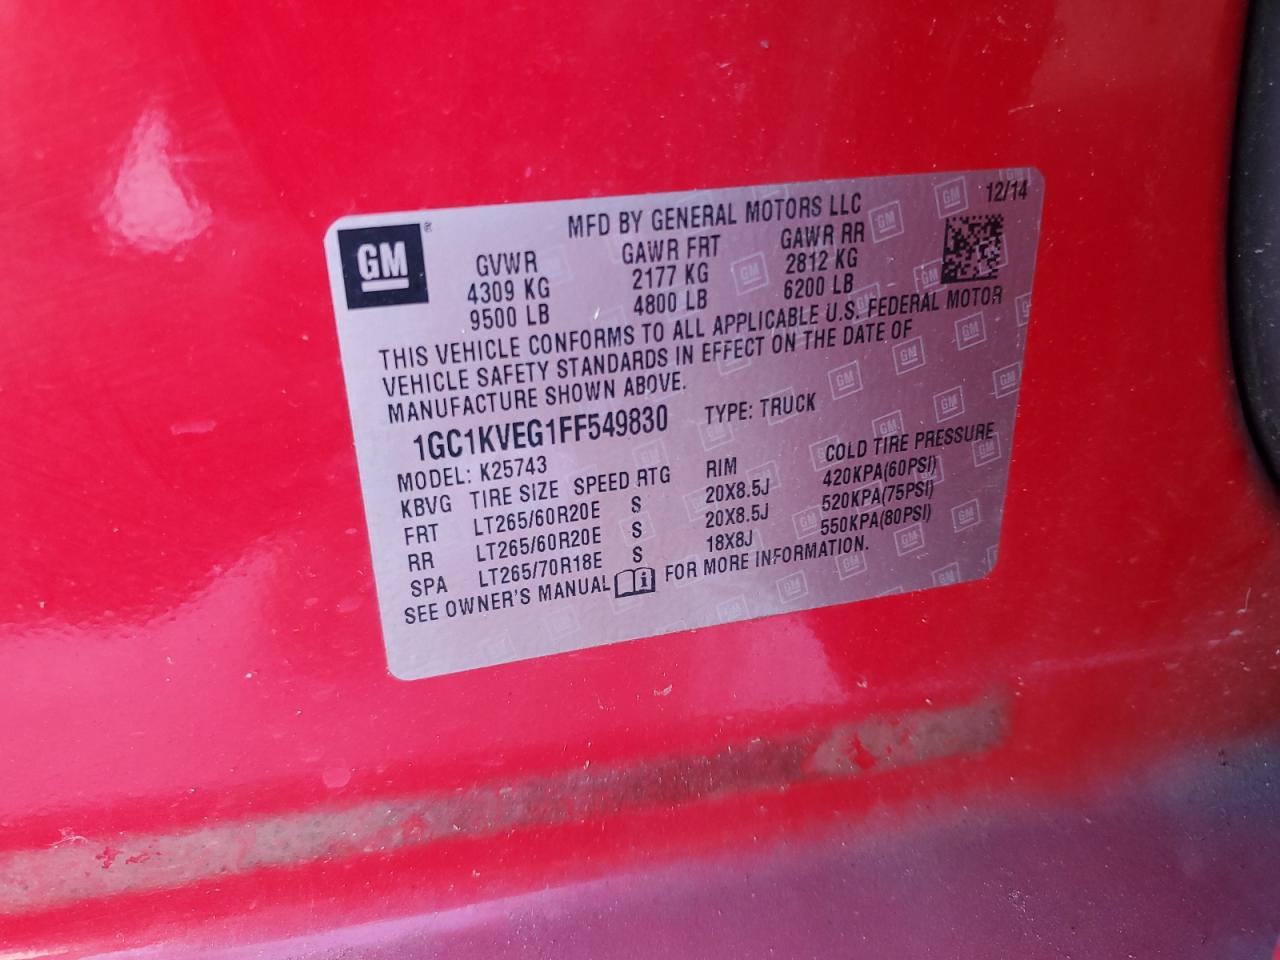 GM ®
MFD BY GENERAL MOTORS LLC 12/14
GVWR GAWR FRT GAWR RR
4309 KG 2177 KG 2812 KG
9500 LB 4800 LB 6200 LB
THIS VEHICLE CONFORMS TO ALL APPLICABLE U.S. FEDERAL MOTOR
VEHICLE SAFETY STANDARDS IN EFFECT ON THE DATE OF
MANUFACTURE SHOWN ABOVE.
1GC1KVEG1FF549830 TYPE: TRUCK
MODEL: K25743
KBVG TIRE SIZE SPEED RTG RIM COLD TIRE PRESSURE
FRT LT265/60R20E S 20X8.5J 420KPA(60PSI)
RR LT265/60R20E S 20X8.5J 520KPA(75PSI)
SPA LT265/70R18E S 18X8J 550KPA(80PSI)
SEE OWNER'S MANUAL FOR MORE INFORMATION.